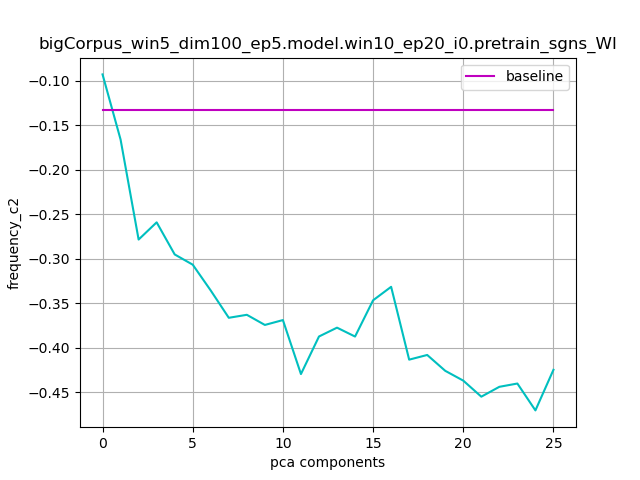 bigCorpus_win5_dim100_ep5.model.win10_ep20_i0.pretrain_sgns_WI
baseline
frequency_c2
−0.10
−0.15
−0.20
−0.25
−0.30
−0.35
−0.40
−0.45
0 5 10 15 20 25
pca components